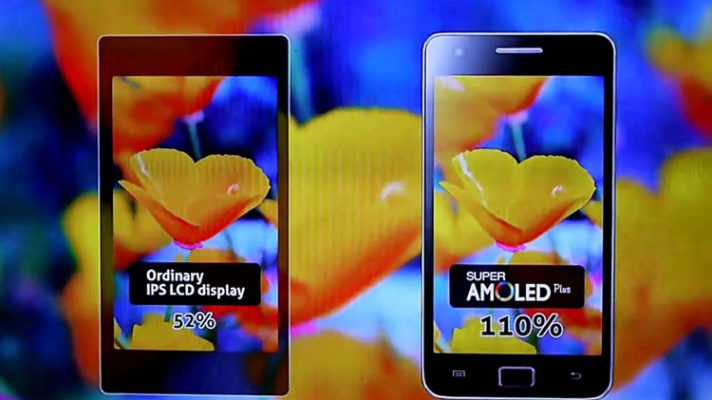 Ordinary
IPS LCD display
52%
SUPER
AMOLED Plus
110%